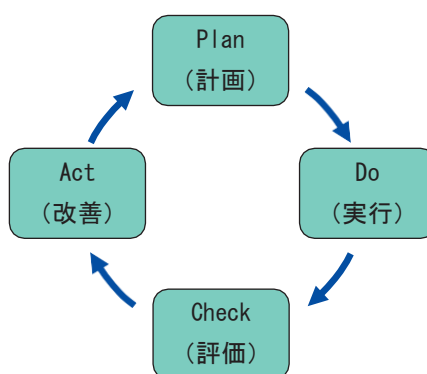 Plan
（計画）
Do
（実行）
Check
（評価）
Act
（改善）